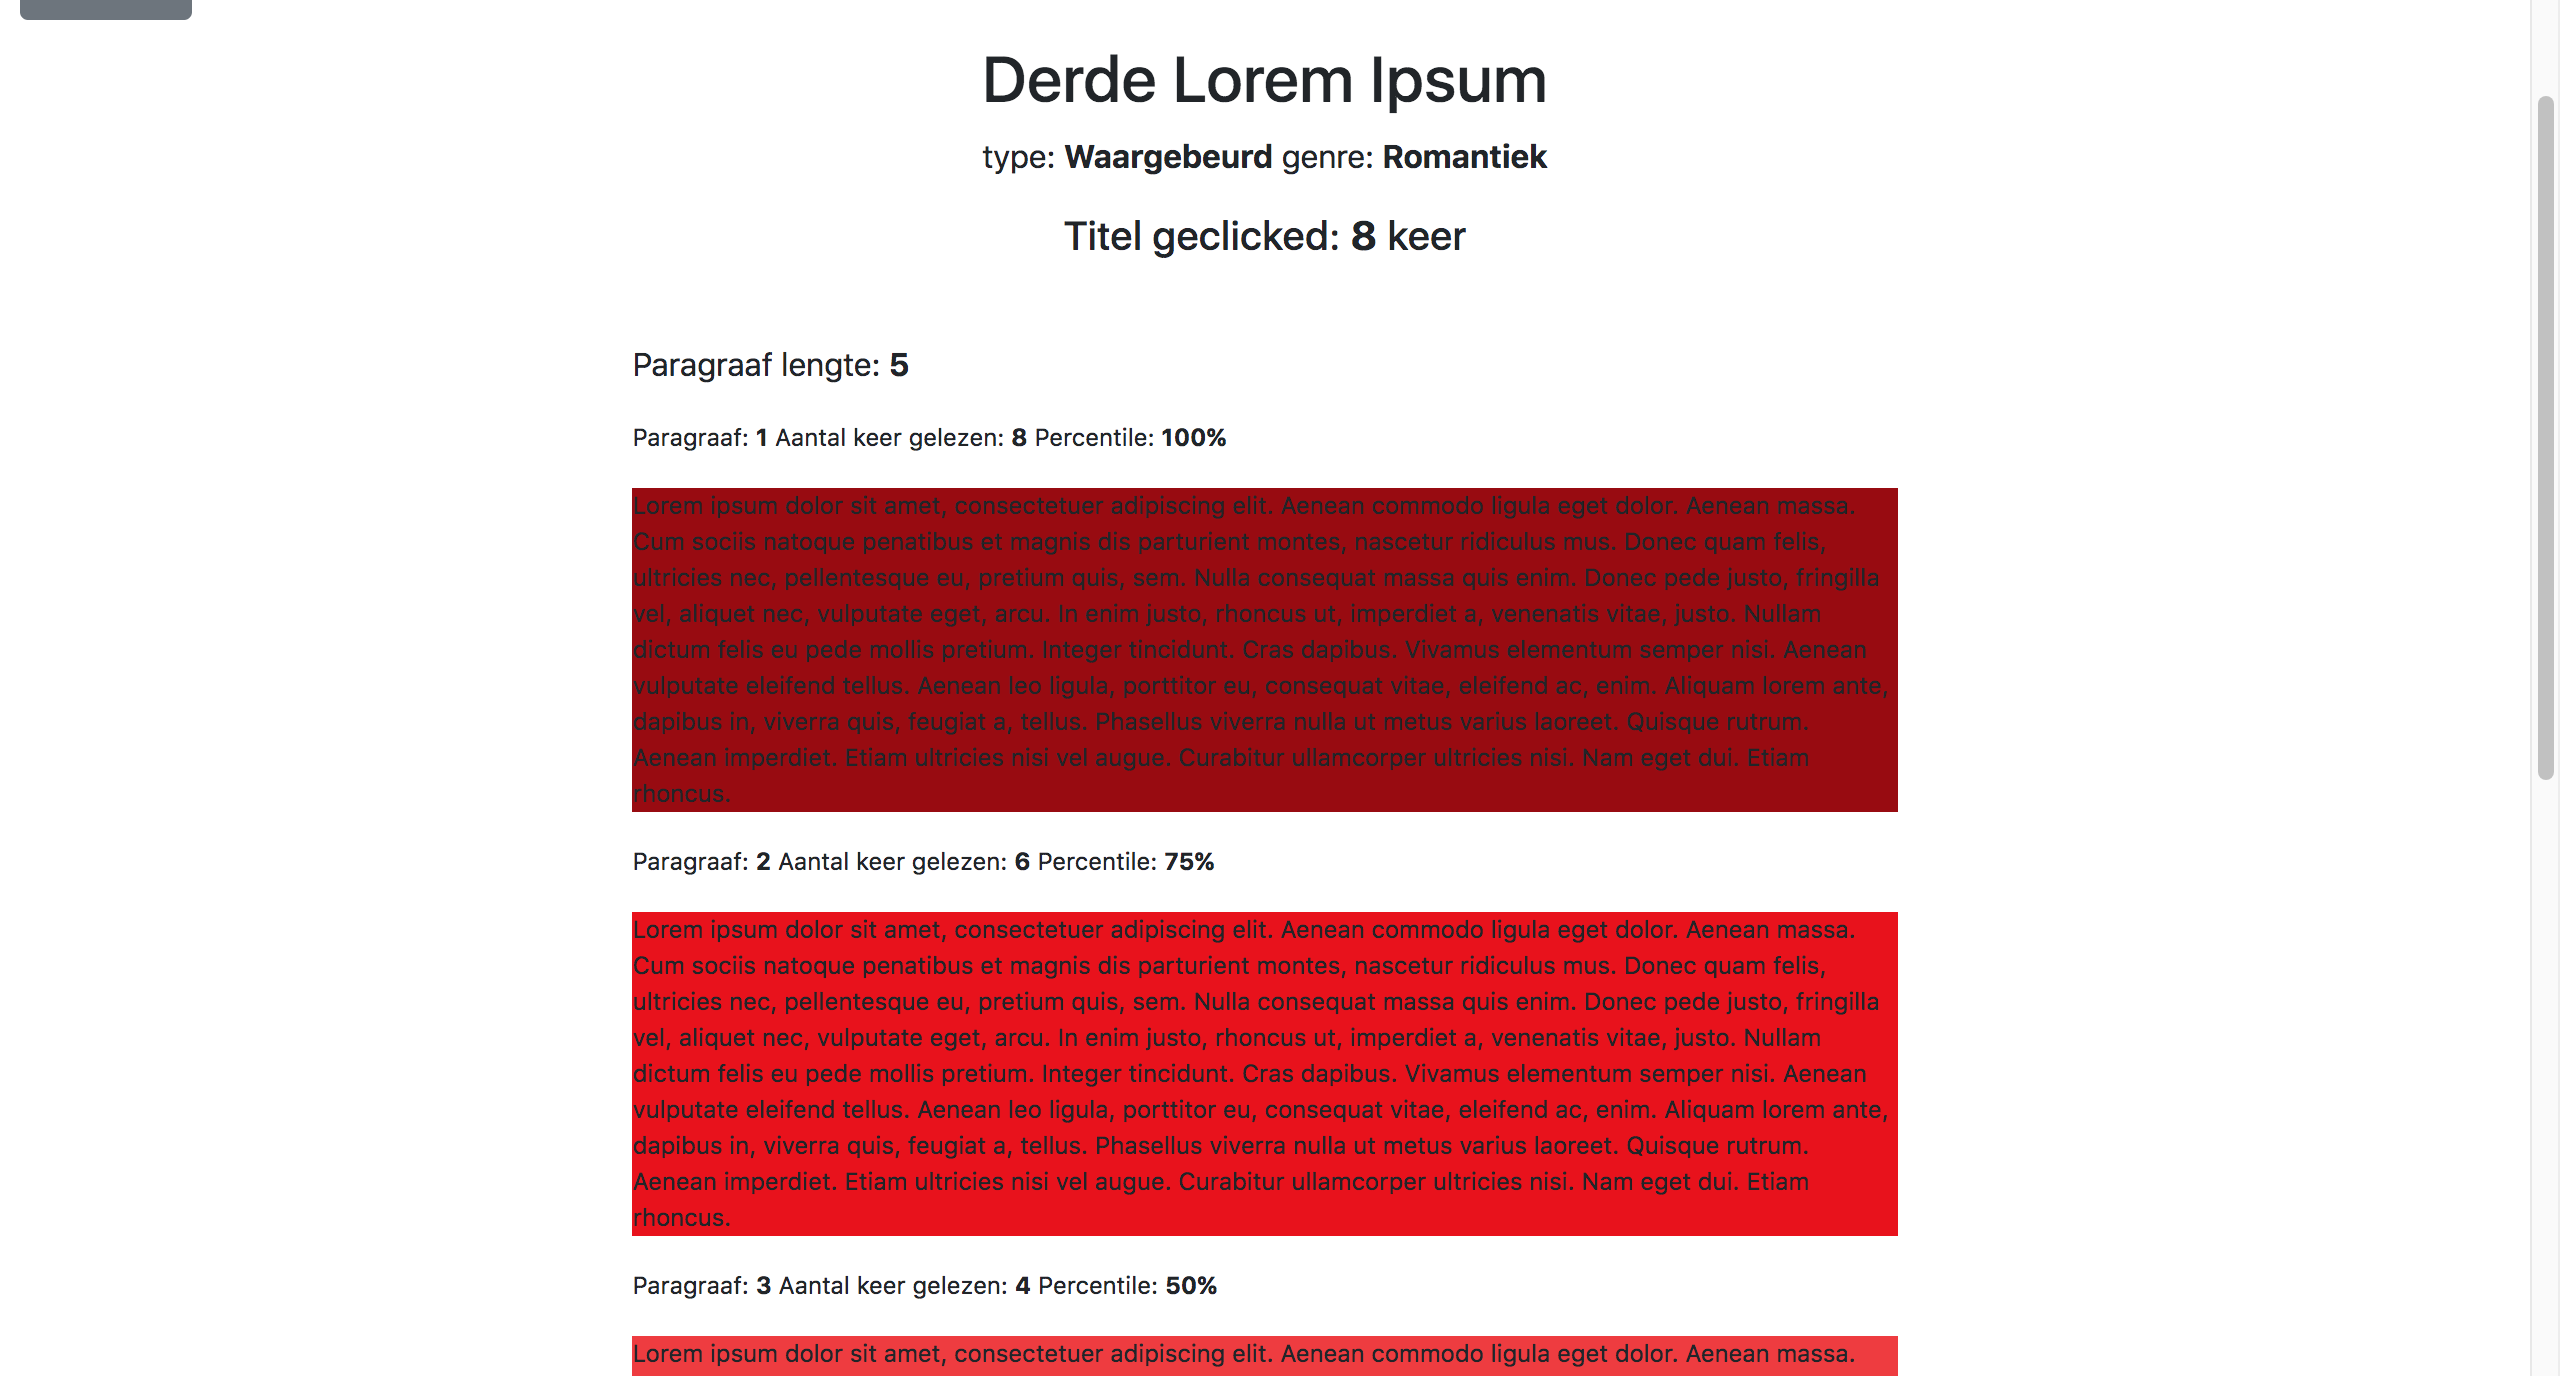 Derde Lorem Ipsum
type: Waargebeurd genre: Romantiek
Titel geclicked: 8 keer
Paragraaf lengte: 5
Paragraaf: 1 Aantal keer gelezen: 8 Percentile: 100%
Lorem ipsum dolor sit amet, consectetuer adipiscing elit. Aenean commodo ligula eget dolor. Aenean massa.
Cum sociis natoque penatibus et magnis dis parturient montes, nascetur ridiculus mus. Donec quam felis,
ultricies nec, pellentesque eu, pretium quis, sem. Nulla consequat massa quis enim. Donec pede justo, fringilla
vel, aliquet nec, vulputate eget, arcu. In enim justo, rhoncus ut, imperdiet a, venenatis vitae, justo. Nullam
dictum felis eu pede mollis pretium. Integer tincidunt. Cras dapibus. Vivamus elementum semper nisi. Aenean
vulputate eleifend tellus. Aenean leo ligula, porttitor eu, consequat vitae, eleifend ac, enim. Aliquam lorem ante,
dapibus in, viverra quis, feugiat a, tellus. Phasellus viverra nulla ut metus varius laoreet. Quisque rutrum.
Aenean imperdiet. Etiam ultricies nisi vel augue. Curabitur ullamcorper ultricies nisi. Nam eget dui. Etiam
rhoncus.
Paragraaf: 2 Aantal keer gelezen: 6 Percentile: 75%
Lorem ipsum dolor sit amet, consectetuer adipiscing elit. Aenean commodo ligula eget dolor. Aenean massa.
Cum sociis natoque penatibus et magnis dis parturient montes, nascetur ridiculus mus. Donec quam felis,
ultricies nec, pellentesque eu, pretium quis, sem. Nulla consequat massa quis enim. Donec pede justo, fringilla
vel, aliquet nec, vulputate eget, arcu. In enim justo, rhoncus ut, imperdiet a, venenatis vitae, justo. Nullam
dictum felis eu pede mollis pretium. Integer tincidunt. Cras dapibus. Vivamus elementum semper nisi. Aenean
vulputate eleifend tellus. Aenean leo ligula, porttitor eu, consequat vitae, eleifend ac, enim. Aliquam lorem ante,
dapibus in, viverra quis, feugiat a, tellus. Phasellus viverra nulla ut metus varius laoreet. Quisque rutrum.
Aenean imperdiet. Etiam ultricies nisi vel augue. Curabitur ullamcorper ultricies nisi. Nam eget dui. Etiam
rhoncus.
Paragraaf: 3 Aantal keer gelezen: 4 Percentile: 50%
Lorem ipsum dolor sit amet, consectetuer adipiscing elit. Aenean commodo ligula eget dolor. Aenean massa.